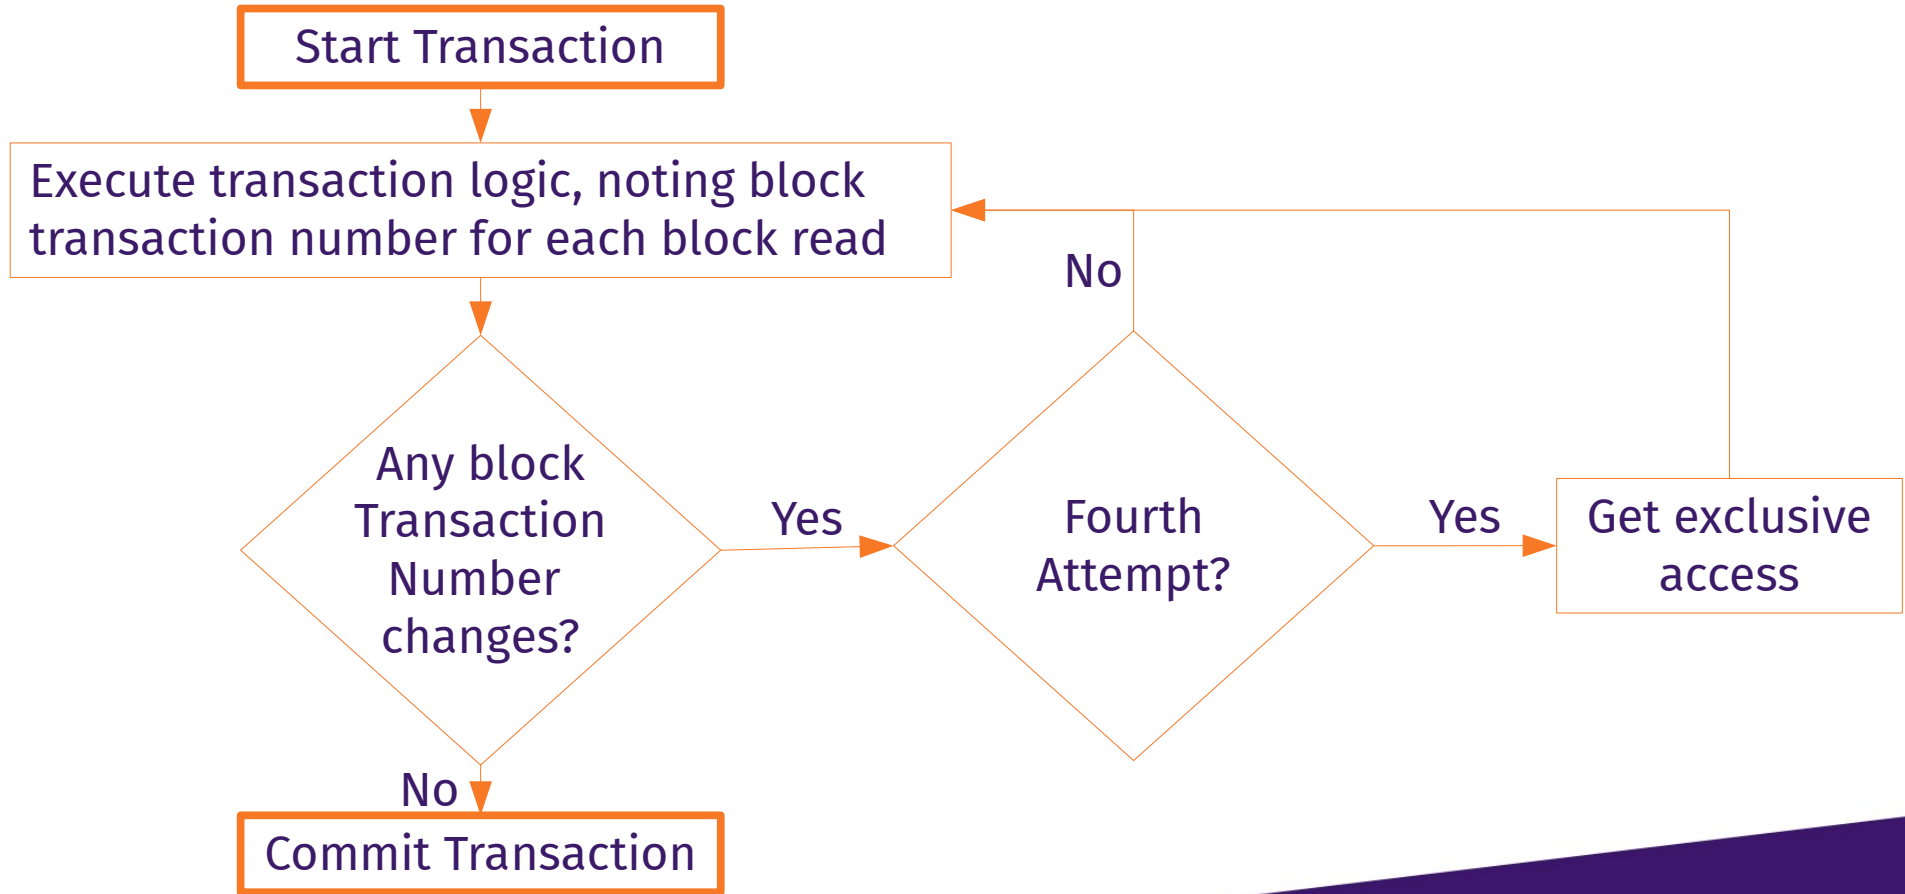 Start Transaction
Execute transaction logic, noting block
transaction number for each block read
No
Any block
Transaction
Number
changes?
Yes
Fourth
Attempt?
Yes
Get exclusive
access
No
Commit Transaction